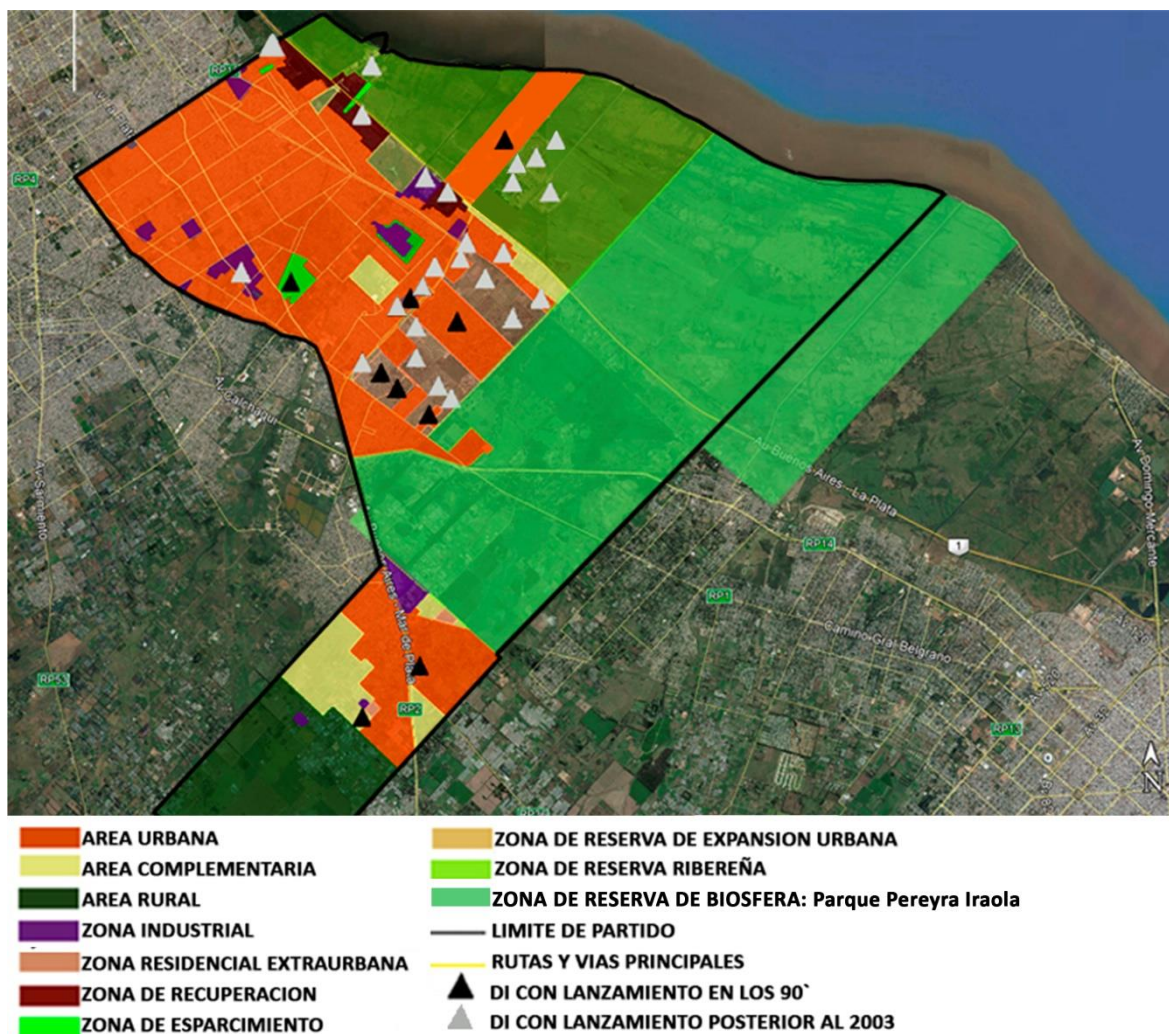 RP4
Av. Calchaquí
Av. Sarmiento
RP53
Au Buenos Aires - La Plata
RP14
1
RP1
Camino Gral Belgrano
Av. Domingo Mercante
RP2
RP13
N
AREA URBANA
AREA COMPLEMENTARIA
AREA RURAL
ZONA INDUSTRIAL
ZONA RESIDENCIAL EXTRAURBANA
ZONA DE RECUPERACION
ZONA DE ESPARCIMIENTO
ZONA DE RESERVA DE EXPANSION URBANA
ZONA DE RESERVA RIBEREÑA
ZONA DE RESERVA DE BIOSFERA: Parque Pereyra Iraola
LIMITE DE PARTIDO
RUTAS Y VIAS PRINCIPALES
DI CON LANZAMIENTO EN LOS 90`
DI CON LANZAMIENTO POSTERIOR AL 2003